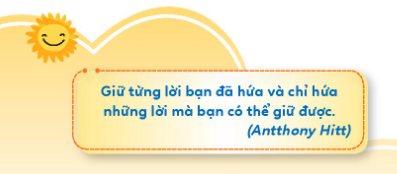 Giữ từng lời bạn đã hứa và chỉ hứa
những lời mà bạn có thể giữ được.
(Antthony Hitt)